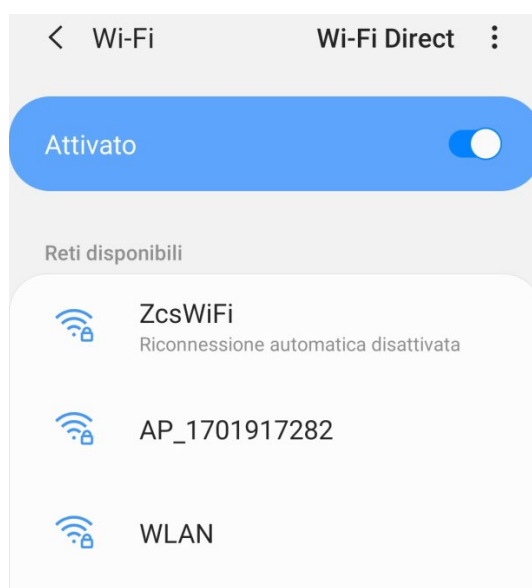 Wi-Fi Wi-Fi Direct
Attivato
Reti disponibili
ZcsWiFi
Riconnessione automatica disattivata
AP_1701917282
WLAN